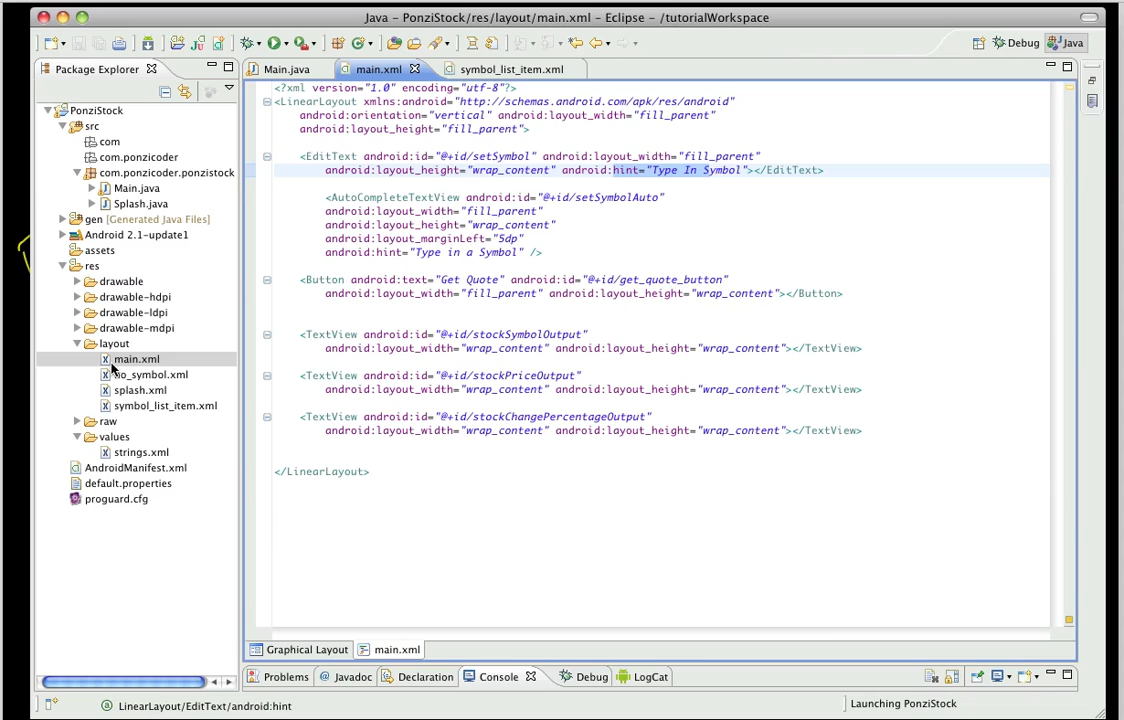 Java - PonziStock/res/layout/main.xml - Eclipse - /tutorialWorkspace
Debug
Java
Package Explorer
Main.java
main.xml
symbol_list_item.xml
PonziStock
src
com
com.ponzicoder
com.ponzicoder.ponzistock
Main.java
Splash.java
gen [Generated Java Files]
Android 2.1-update1
assets
res
drawable
drawable-hdpi
drawable-ldpi
drawable-mdpi
layout
main.xml
no_symbol.xml
splash.xml
symbol_list_item.xml
raw
values
strings.xml
AndroidManifest.xml
default.properties
proguard.cfg
<?xml version="1.0" encoding="utf-8"?>
<LinearLayout xmlns:android="http://schemas.android.com/apk/res/android"
android:orientation="vertical" android:layout_width="fill_parent"
android:layout_height="fill_parent">
<EditText android:id="@+id/setSymbol" android:layout_width="fill_parent"
android:layout_height="wrap_content" android:hint="Type In Symbol"></EditText>
<AutoCompleteTextView android:id="@+id/setSymbolAuto"
android:layout_width="fill_parent"
android:layout_height="wrap_content"
android:layout_marginLeft="5dp"
android:hint="Type in a Symbol" />
<Button android:text="Get Quote" android:id="@+id/get_quote_button"
android:layout_width="fill_parent" android:layout_height="wrap_content"></Button>
<TextView android:id="@+id/stockSymbolOutput"
android:layout_width="wrap_content" android:layout_height="wrap_content"></TextView>
<TextView android:id="@+id/stockPriceOutput"
android:layout_width="wrap_content" android:layout_height="wrap_content"></TextView>
<TextView android:id="@+id/stockChangePercentageOutput"
android:layout_width="wrap_content" android:layout_height="wrap_content"></TextView>
</LinearLayout>
Graphical Layout
main.xml
Problems
Javadoc
Declaration
Console
Debug
LogCat
LinearLayout/EditText/android:hint
Launching PonziStock